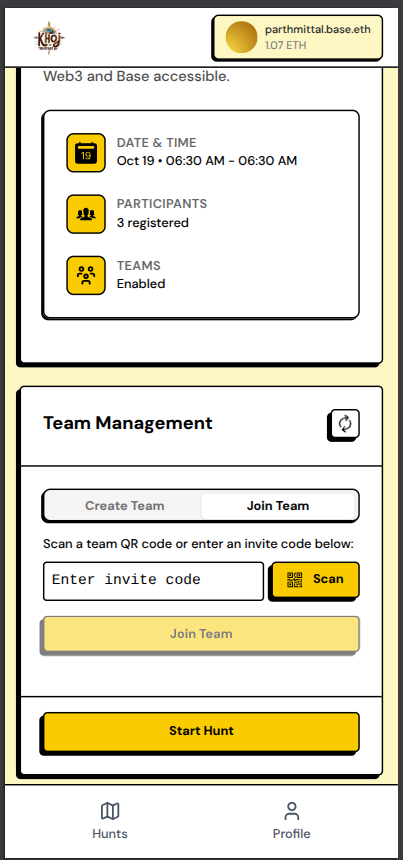 KHOJ
parthmittal.base.eth
1.07 ETH
Web3 and Base accessible.
19
DATE & TIME
Oct 19 • 06:30 AM - 06:30 AM
PARTICIPANTS
3 registered
TEAMS
Enabled
Team Management
Create Team
Join Team
Scan a team QR code or enter an invite code below:
Enter invite code
Scan
Join Team
Start Hunt
Hunts
Profile